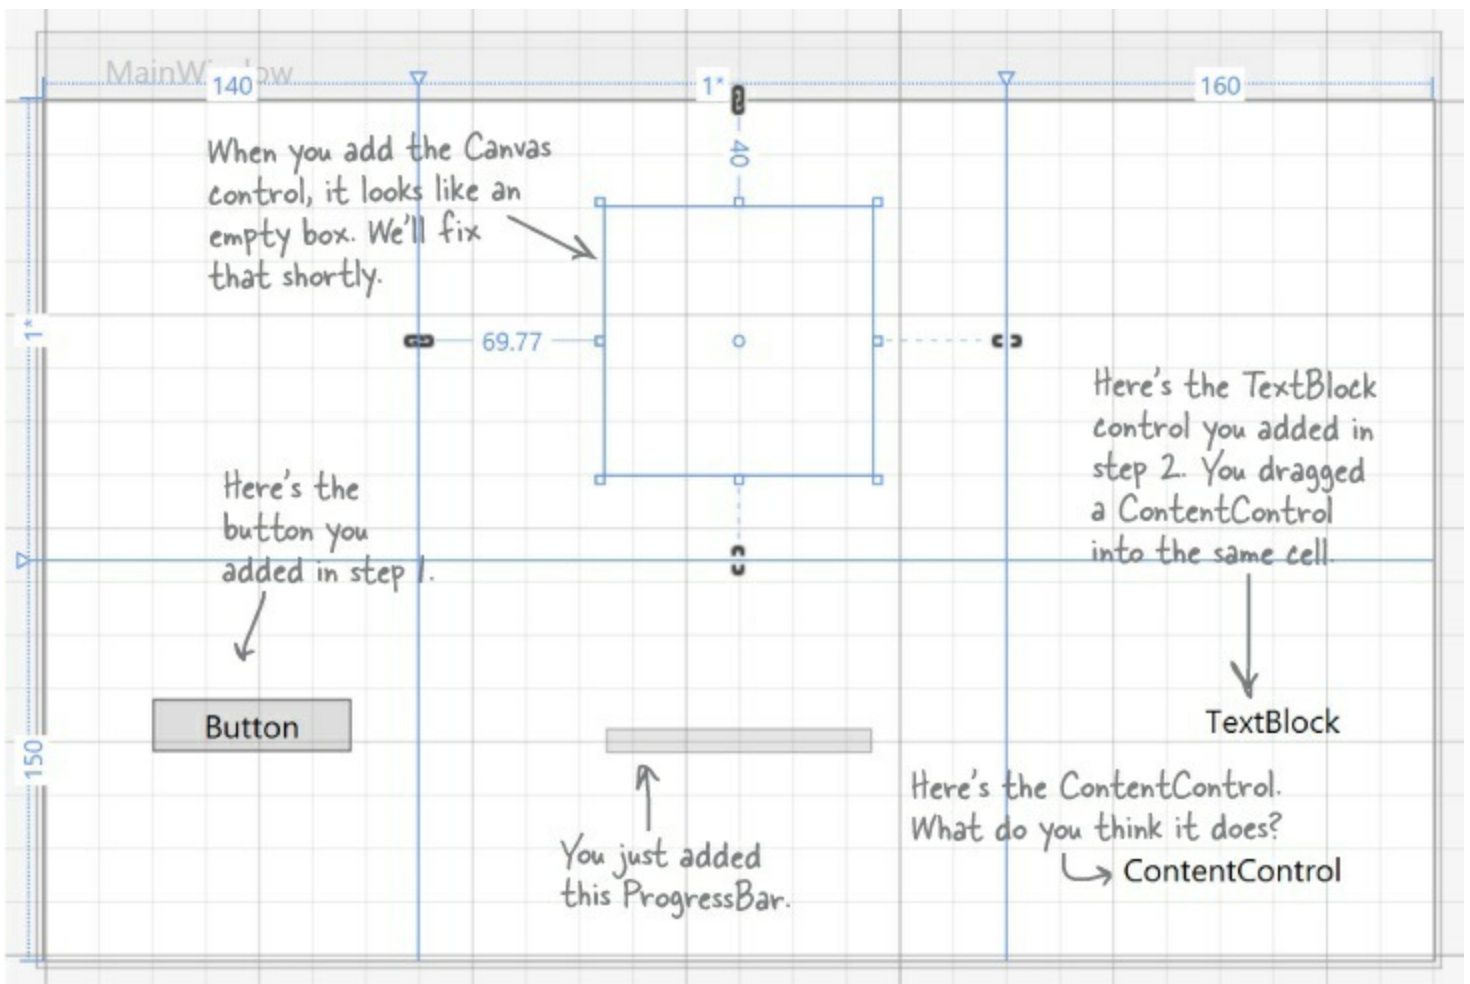 MainWindow
140
1*
160
40
When you add the Canvas
control, it looks like an
empty box. We'll fix
that shortly.
1*
69.77
Here's the TextBlock
control you added in
step 2. You dragged
a ContentControl
into the same cell.
Here's the
button you
added in step 1.
Button
TextBlock
150
Here's the ContentControl.
What do you think it does?
You just added
this ProgressBar.
ContentControl